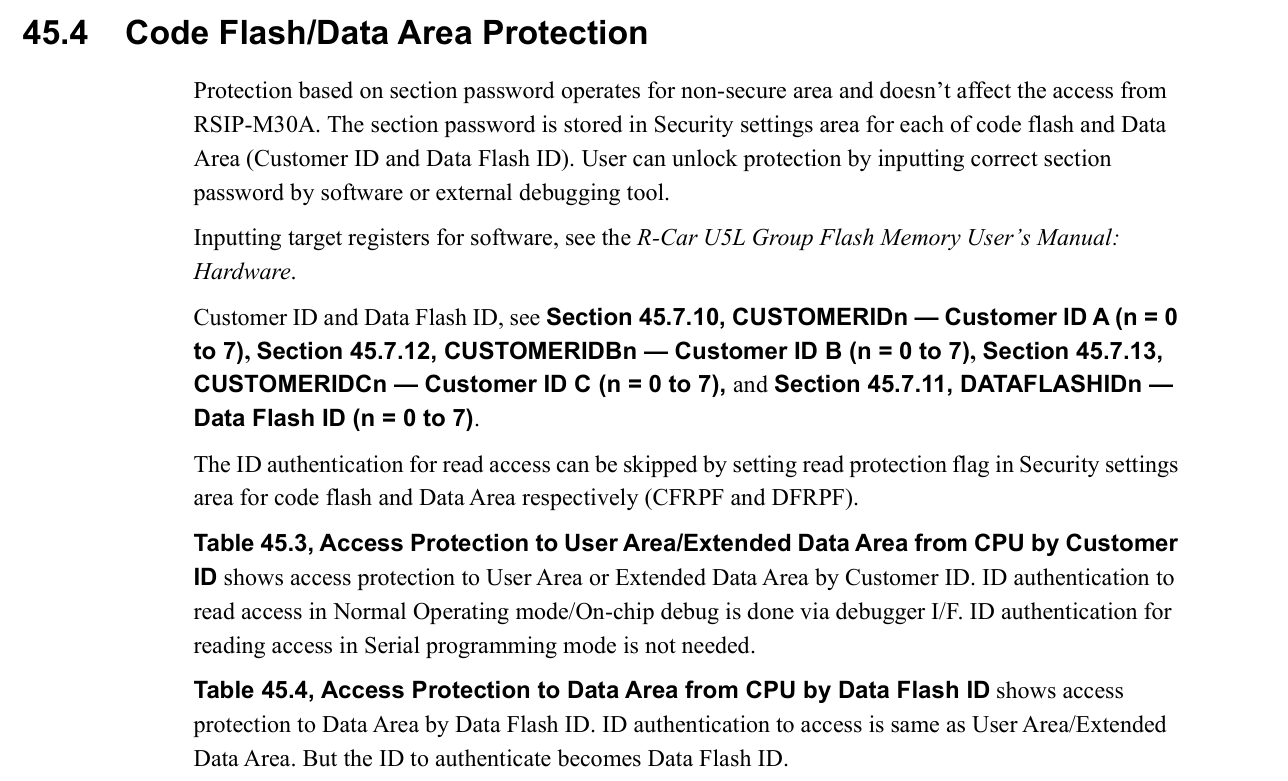 45.4 Code Flash/Data Area Protection
Protection based on section password operates for non-secure area and doesn’t affect the access from
RSIP-M30A. The section password is stored in Security settings area for each of code flash and Data
Area (Customer ID and Data Flash ID). User can unlock protection by inputting correct section
password by software or external debugging tool.
Inputting target registers for software, see the R-Car U5L Group Flash Memory User’s Manual:
Hardware.
Customer ID and Data Flash ID, see Section 45.7.10, CUSTOMERIDn — Customer ID A (n = 0
to 7), Section 45.7.12, CUSTOMERIDBn — Customer ID B (n = 0 to 7), Section 45.7.13,
CUSTOMERIDCn — Customer ID C (n = 0 to 7), and Section 45.7.11, DATAFLASHIDn —
Data Flash ID (n = 0 to 7).
The ID authentication for read access can be skipped by setting read protection flag in Security settings
area for code flash and Data Area respectively (CFRPF and DFRPF).
Table 45.3, Access Protection to User Area/Extended Data Area from CPU by Customer
ID shows access protection to User Area or Extended Data Area by Customer ID. ID authentication to
read access in Normal Operating mode/On-chip debug is done via debugger I/F. ID authentication for
reading access in Serial programming mode is not needed.
Table 45.4, Access Protection to Data Area from CPU by Data Flash ID shows access
protection to Data Area by Data Flash ID. ID authentication to access is same as User Area/Extended
Data Area. But the ID to authenticate becomes Data Flash ID.